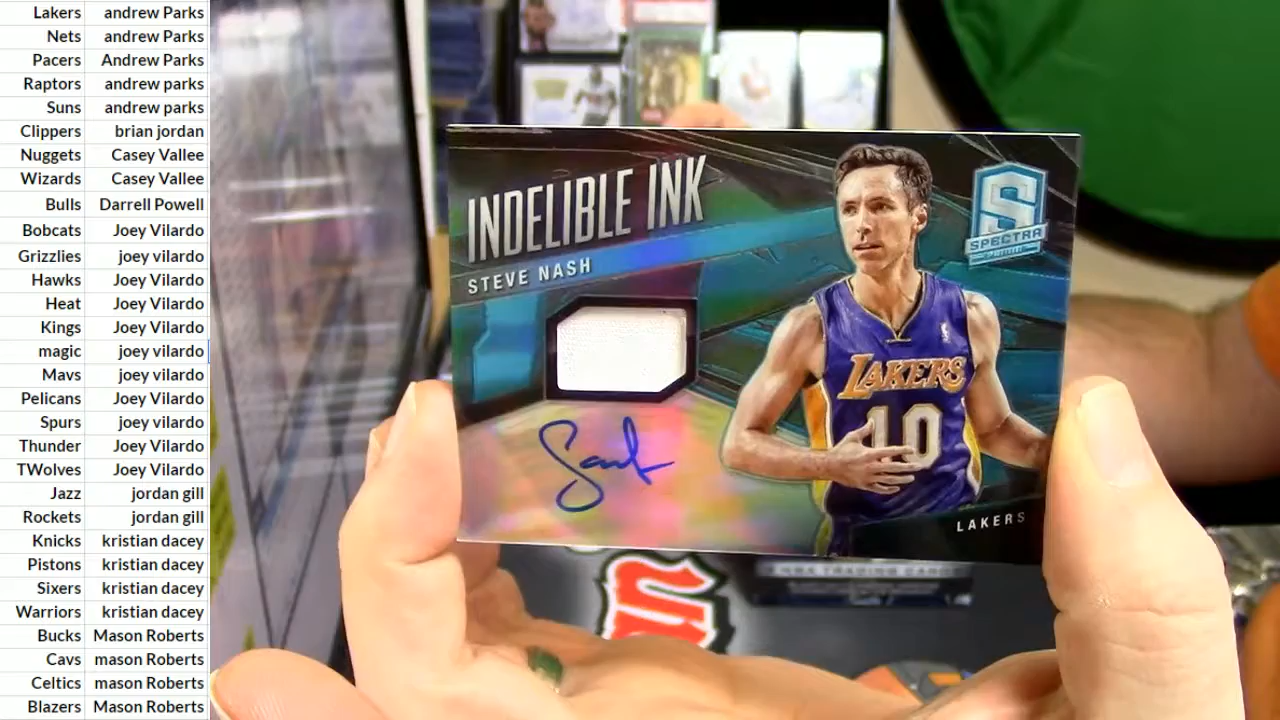 Lakers andrew Parks
Nets andrew Parks
Pacers Andrew Parks
Raptors andrew parks
Suns andrew parks
Clippers brian jordan
Nuggets Casey Vallee
Wizards Casey Vallee
Bulls Darrell Powell
Bobcats Joey Vilardo
Grizzlies joey vilardo
Hawks Joey Vilardo
Heat Joey Vilardo
Kings Joey Vilardo
magic joey vilardo
Mavs joey vilardo
Pelicans Joey Vilardo
Spurs joey vilardo
Thunder Joey Vilardo
TWolves Joey Vilardo
Jazz jordan gill
Rockets jordan gill
Knicks kristian dacey
Pistons kristian dacey
Sixers kristian dacey
Warriors kristian dacey
Bucks Mason Roberts
Cavs mason Roberts
Celtics mason Roberts
Blazers Mason Roberts
INDELIBLE INK
STEVE NASH
S
SPECTRA
LAKERS
10
LAKERS
NBA TRADING CARD